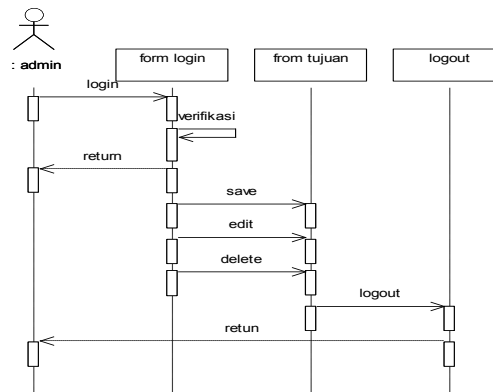 : admin
form login
from tujuan
logout
login
verifikasi
return
save
edit
delete
logout
retun